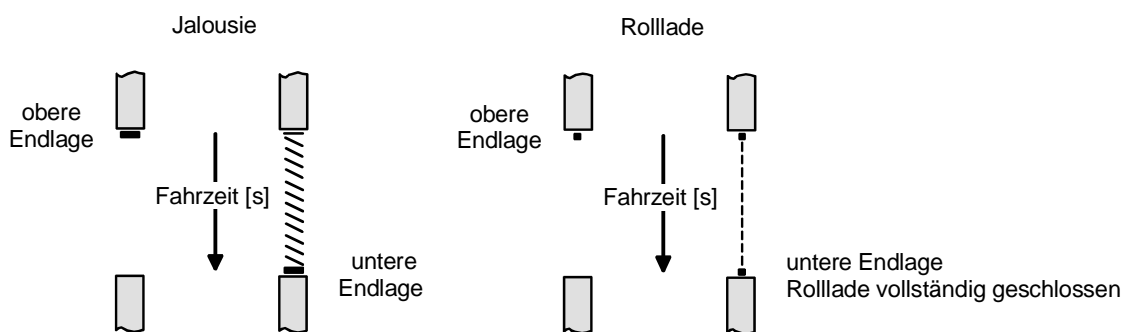 Jalousie
obere
Endlage
Fahrzeit [s]
untere
Endlage
Rolllade
obere
Endlage
Fahrzeit [s]
untere Endlage
Rolllade vollständig geschlossen